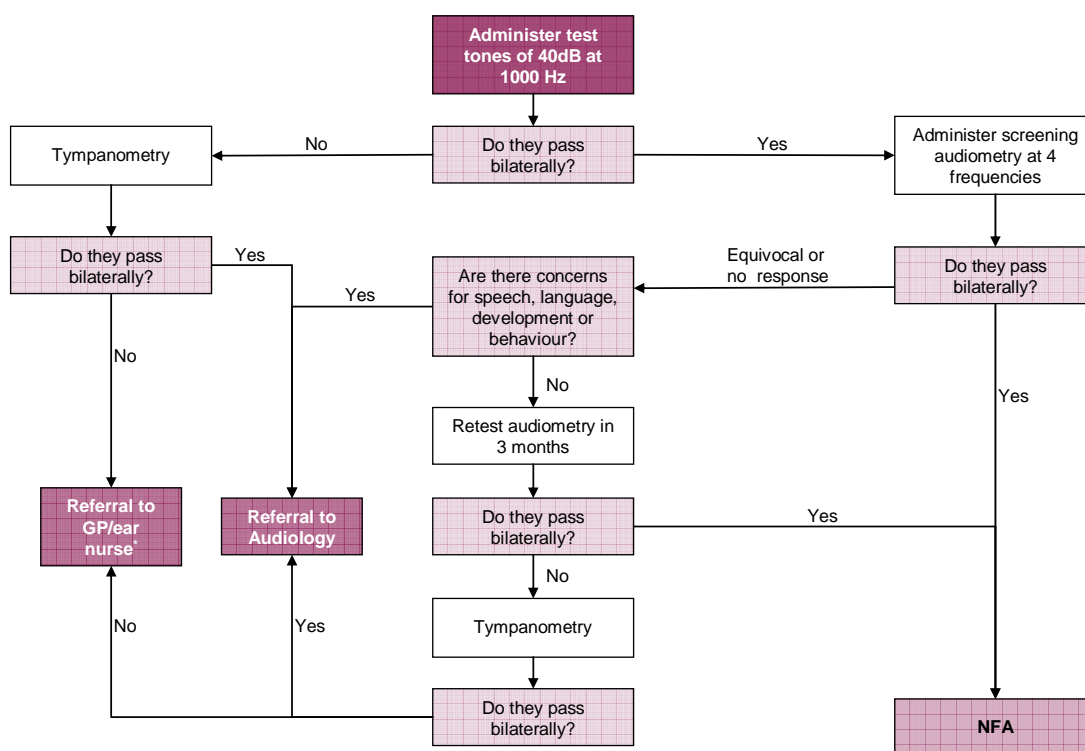 Administer test
tones of 40dB at
1000 Hz
Tympanometry
No
Do they pass
bilaterally?
Yes
Administer screening
audiometry at 4
frequencies
Do they pass
bilaterally?
Yes
Yes
Are there concerns
for speech, language,
development or
behaviour?
Equivocal or
no response
Do they pass
bilaterally?
No
No
Yes
Retest audiometry in
3 months
Referral to
GP/ear
nurse*
Referral to
Audiology
Do they pass
bilaterally?
Yes
No
No
Yes
Tympanometry
Do they pass
bilaterally?
NFA